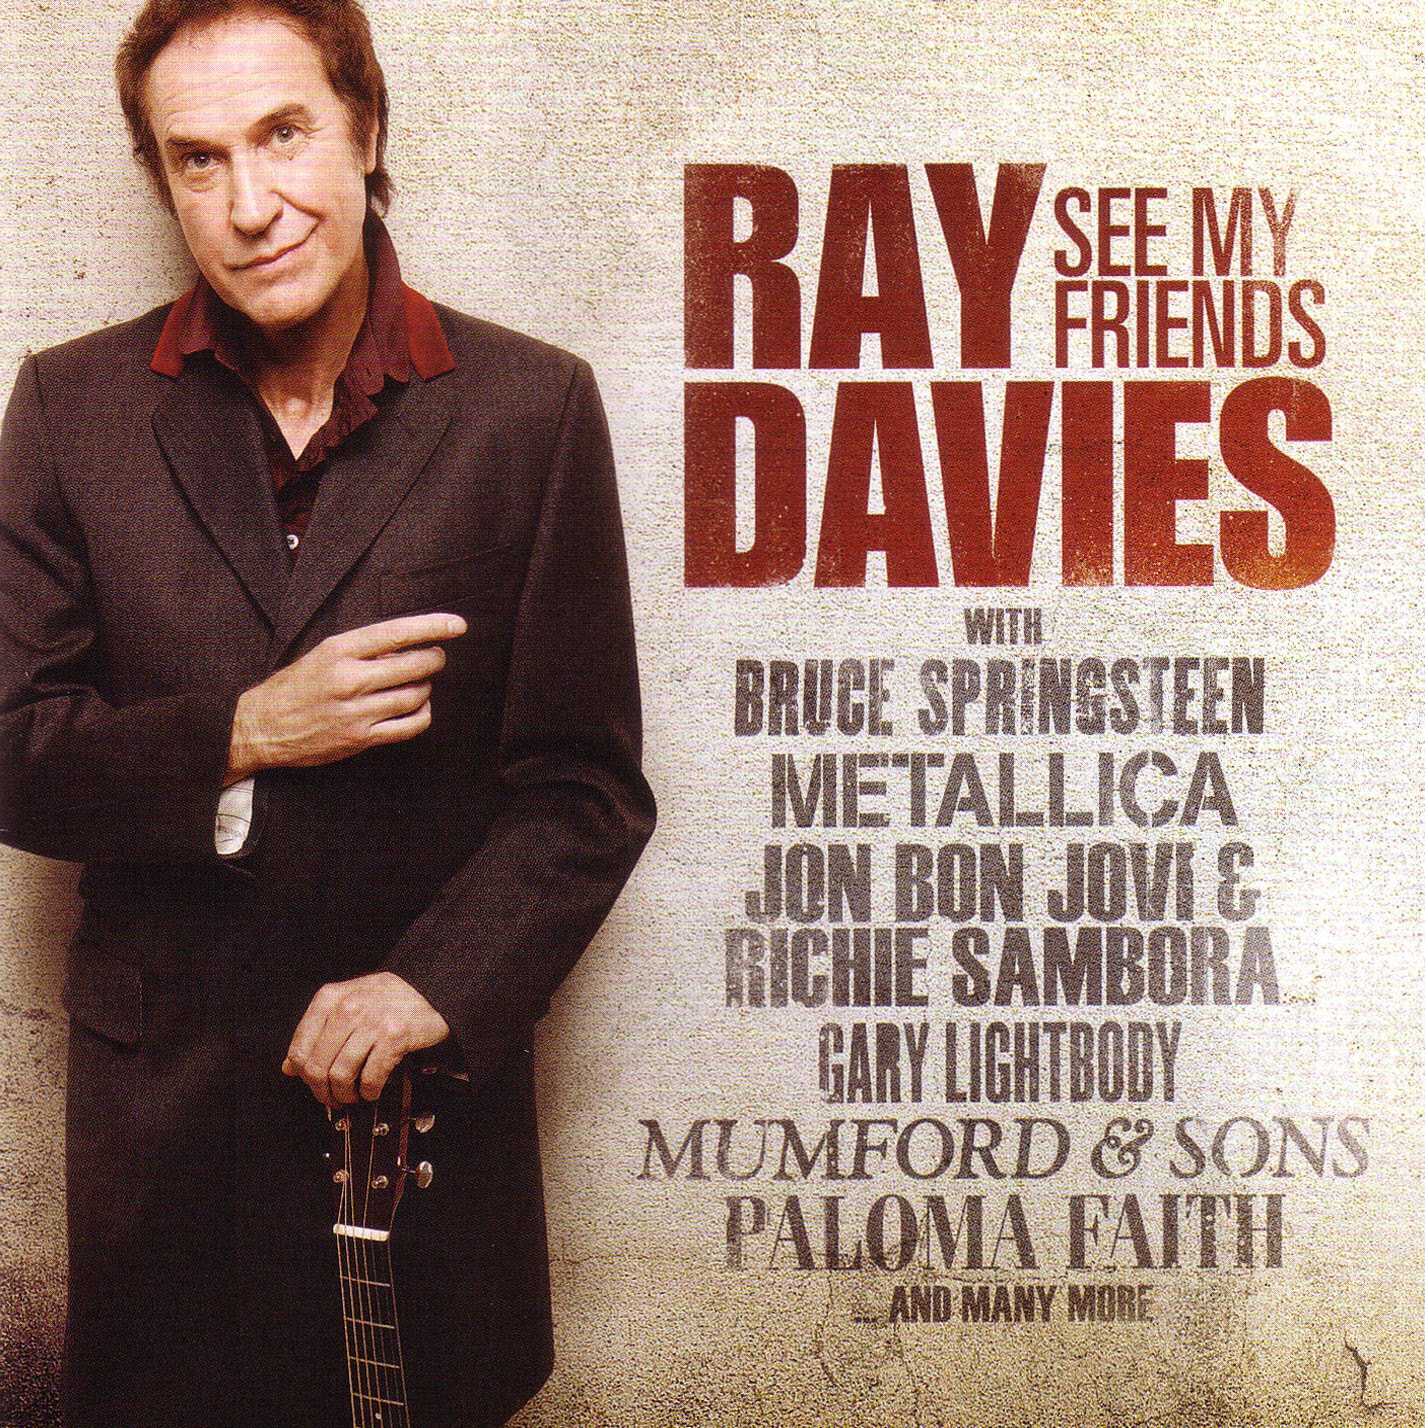 RAY SEE MY
FRIENDS
DAVIES
WITH
BRUCE SPRINGSTEEN
METALLICA
JON BON JOVI &
RICHIE SAMBORA
GARY LIGHTBODY
MUMFORD & SONS
PALOMA FAITH
... AND MANY MORE